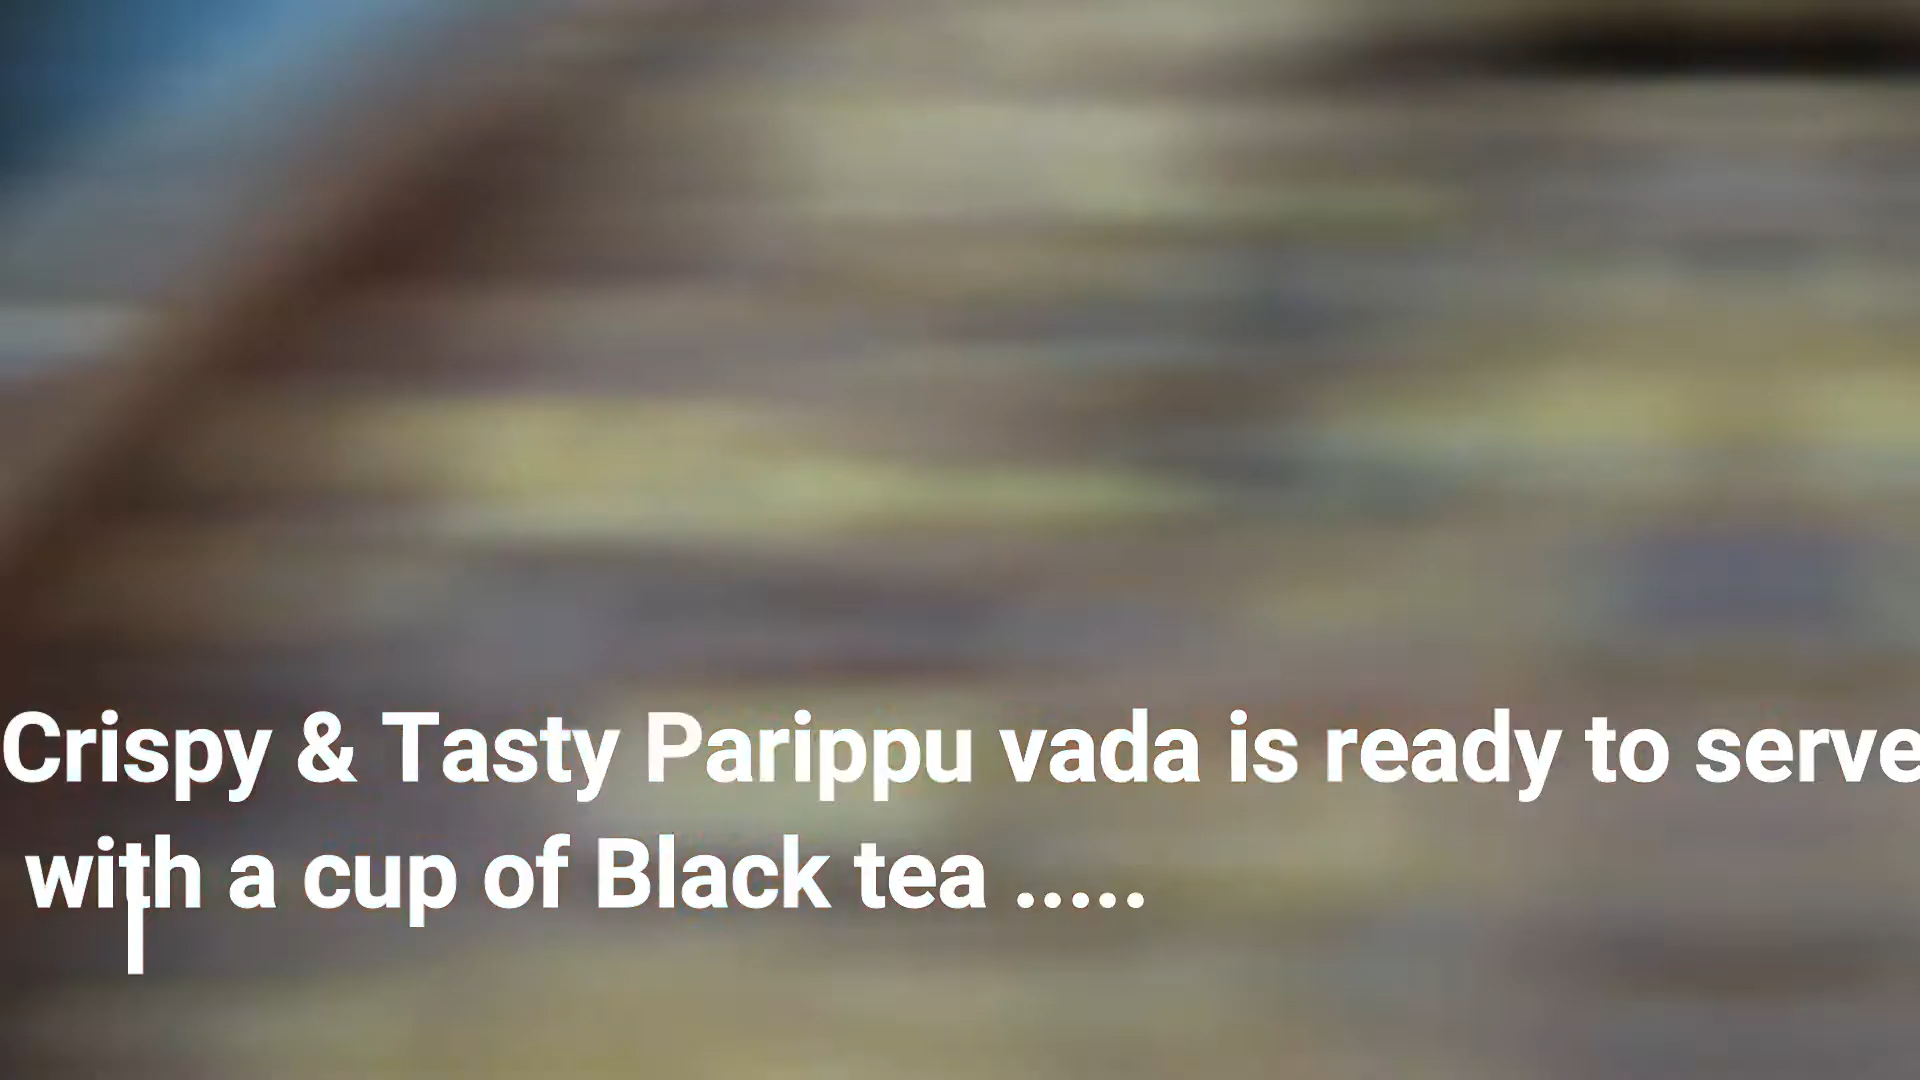 Crispy & Tasty Parippu vada is ready to serve
with a cup of Black tea .....